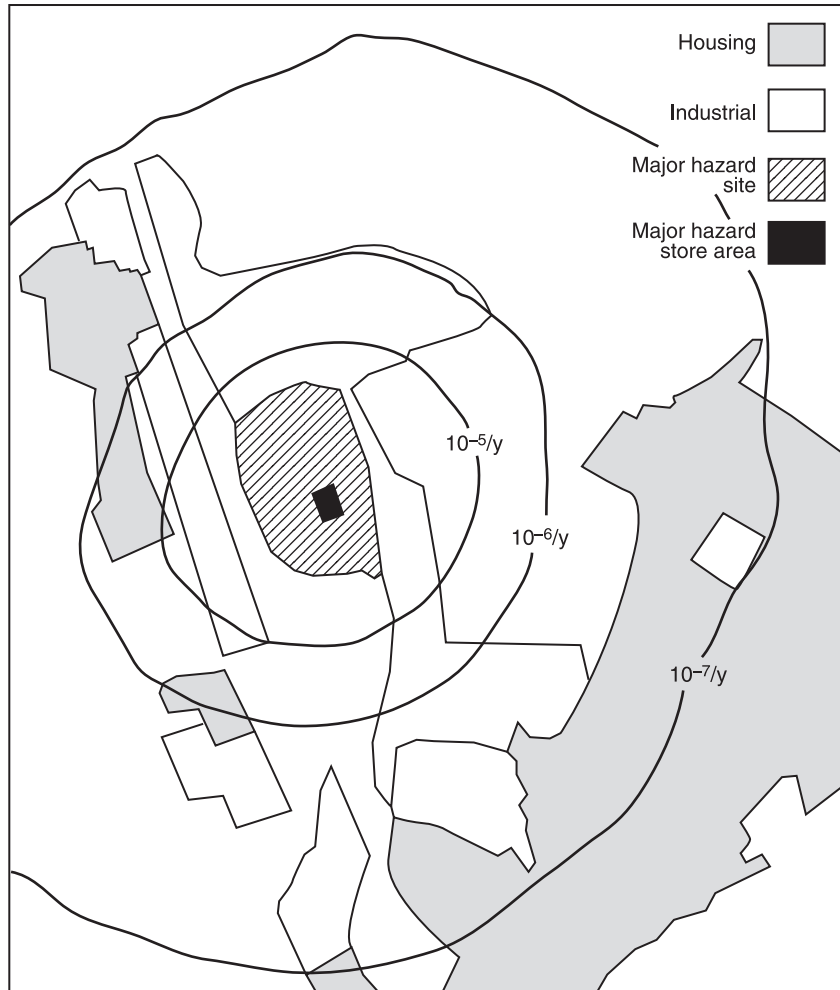 Housing
Industrial
Major hazard
site
Major hazard
store area
10⁻⁵/y
10⁻⁶/y
10⁻⁷/y